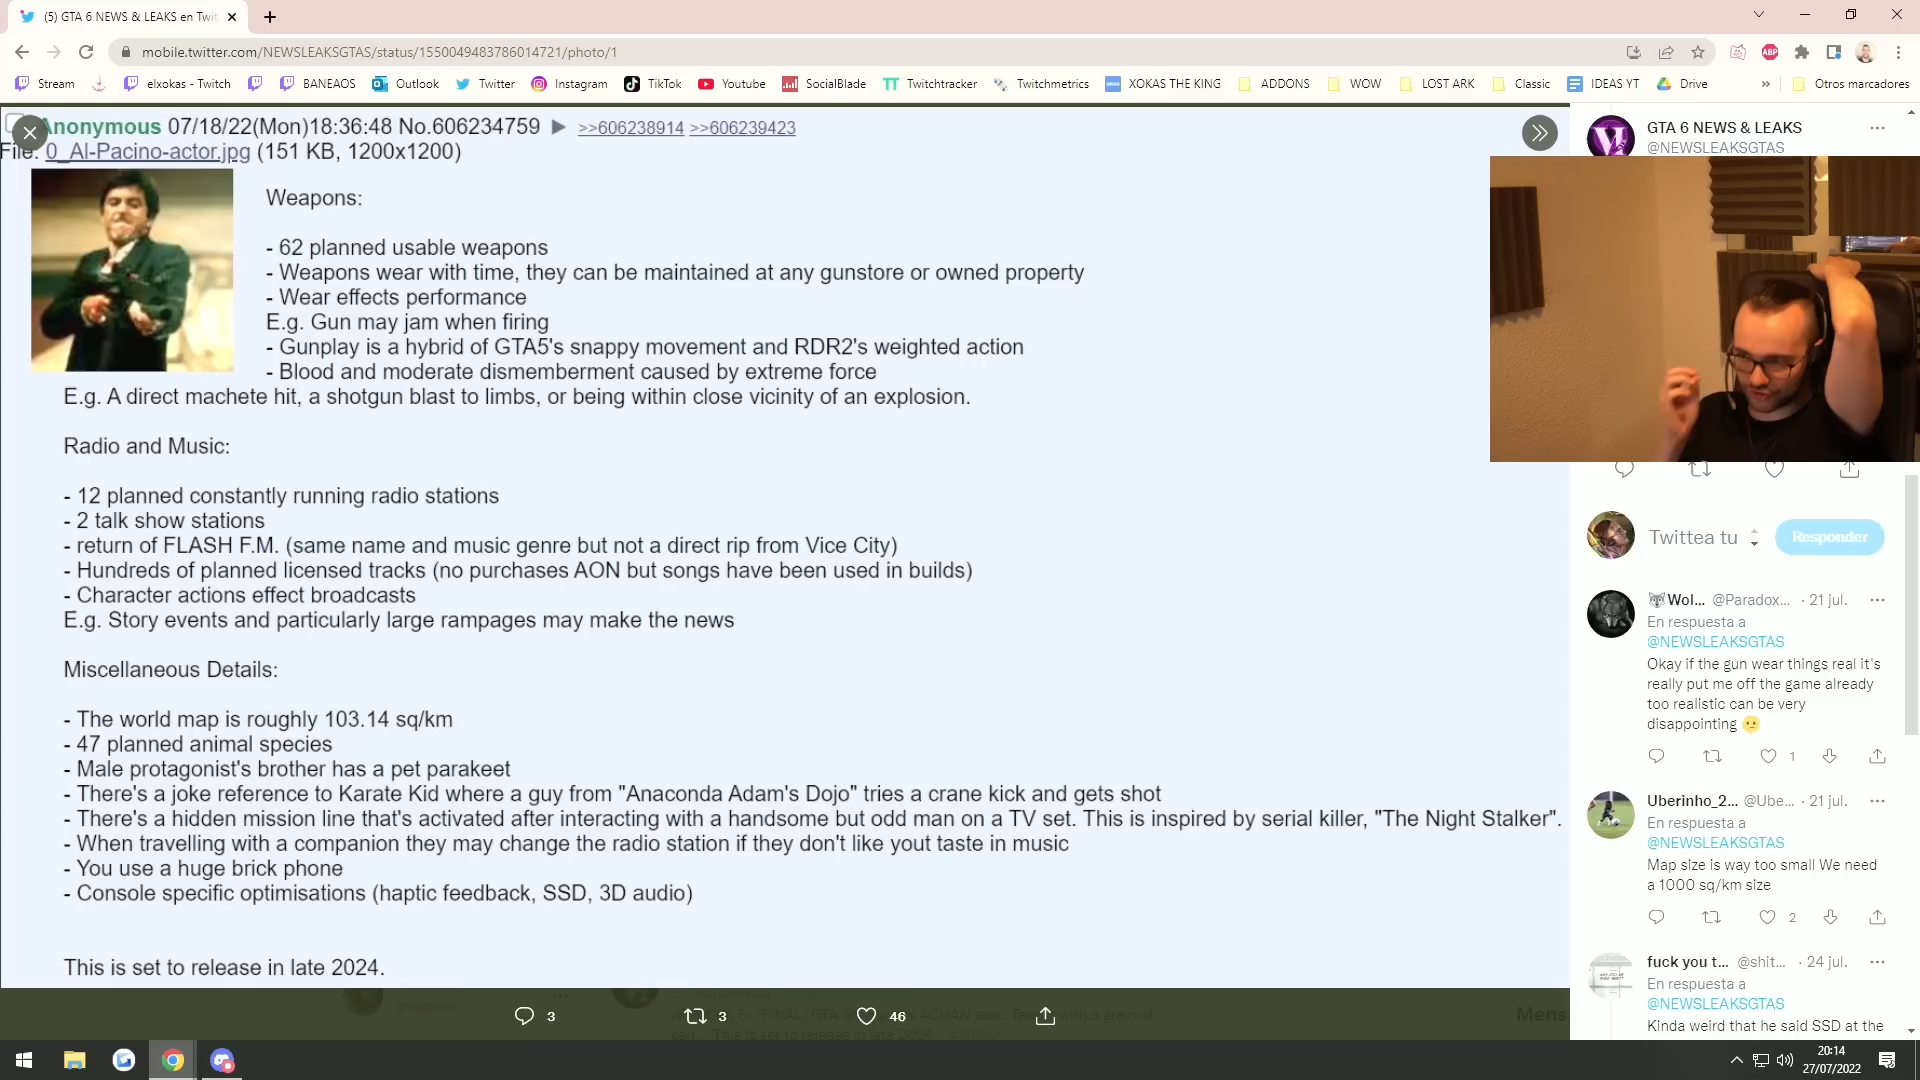 (5) GTA 6 NEWS & LEAKS en Twit
mobile.twitter.com/NEWSLEAKSGTAS/status/1550049483786014721/photo/1
ABP
Stream
elxokas - Twitch
BANEAOS
Outlook
Twitter
Instagram
TikTok
Youtube
SocialBlade
Twitchtracker
Twitchmetrics
XOKAS THE KING
ADDONS
WOW
LOST ARK
Classic
IDEAS YT
Drive
»
Otros marcadores
Anonymous 07/18/22(Mon)18:36:48 No.606234759 ▶ >>606238914 >>606239423
File: 0_Al-Pacino-actor.jpg (151 KB, 1200x1200)
Weapons:
- 62 planned usable weapons
- Weapons wear with time, they can be maintained at any gunstore or owned property
- Wear effects performance
E.g. Gun may jam when firing
- Gunplay is a hybrid of GTA5's snappy movement and RDR2's weighted action
- Blood and moderate dismemberment caused by extreme force
E.g. A direct machete hit, a shotgun blast to limbs, or being within close vicinity of an explosion.
Radio and Music:
- 12 planned constantly running radio stations
- 2 talk show stations
- return of FLASH F.M. (same name and music genre but not a direct rip from Vice City)
- Hundreds of planned licensed tracks (no purchases AON but songs have been used in builds)
- Character actions effect broadcasts
E.g. Story events and particularly large rampages may make the news
Miscellaneous Details:
- The world map is roughly 103.14 sq/km
- 47 planned animal species
- Male protagonist's brother has a pet parakeet
- There's a joke reference to Karate Kid where a guy from "Anaconda Adam's Dojo" tries a crane kick and gets shot
- There's a hidden mission line that's activated after interacting with a handsome but odd man on a TV set. This is inspired by serial killer, "The Night Stalker".
- When travelling with a companion they may change the radio station if they don't like yout taste in music
- You use a huge brick phone
- Console specific optimisations (haptic feedback, SSD, 3D audio)
This is set to release in late 2024.
3
3
46
Mens
GTA 6 NEWS & LEAKS
@NEWSLEAKSGTAS
Twittea tu
Responder
Wol... @Paradox... · 21 jul.
En respuesta a
@NEWSLEAKSGTAS
Okay if the gun wear things real it's
really put me off the game already
too realistic can be very
disappointing
1
Uberinho_2... @Ube... · 21 jul.
En respuesta a
@NEWSLEAKSGTAS
Map size is way too small We need
a 1000 sq/km size
2
fuck you t... @shit... · 24 jul.
En respuesta a
@NEWSLEAKSGTAS
Kinda weird that he said SSD at the
20:14
27/07/2022